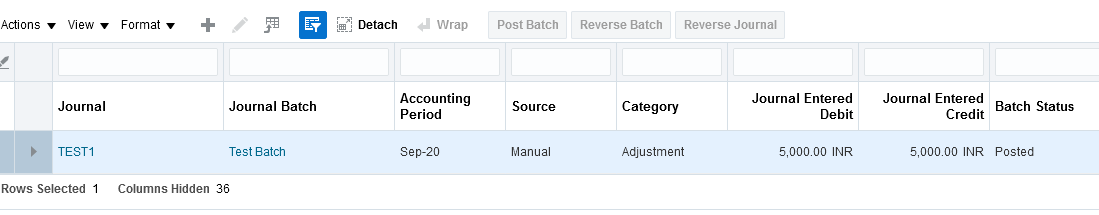 Actions View Format Detach Wrap Post Batch Reverse Batch Reverse Journal
Journal Journal Batch Accounting Period Source Category Journal Entered Debit Journal Entered Credit Batch Status
TEST1 Test Batch Sep-20 Manual Adjustment 5,000.00 INR 5,000.00 INR Posted
Rows Selected 1 Columns Hidden 36